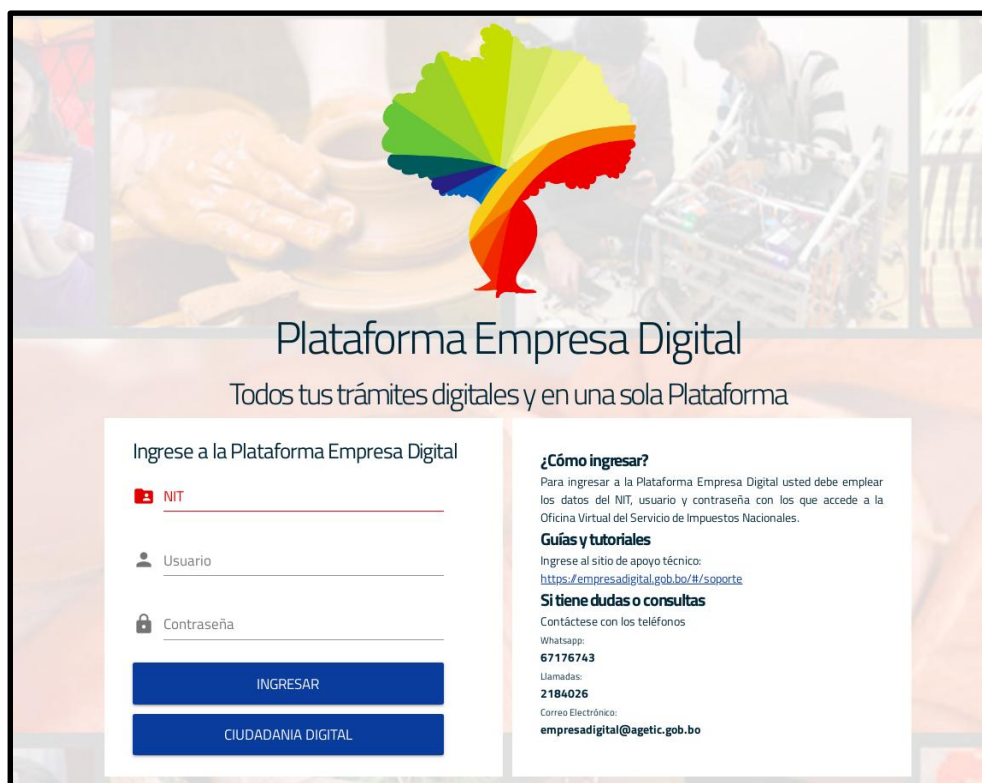 Plataforma Empresa Digital
Todos tus trámites digitales y en una sola Plataforma
Ingrese a la Plataforma Empresa Digital
NIT
Usuario
Contraseña
INGRESAR
CIUDADANIA DIGITAL
¿Cómo ingresar?
Para ingresar a la Plataforma Empresa Digital usted debe emplear
los datos del NIT, usuario y contraseña con los que accede a la
Oficina Virtual del Servicio de Impuestos Nacionales.
Guías y tutoriales
Ingrese al sitio de apoyo técnico:
https://empresadigital.gob.bo/#/soporte
Si tiene dudas o consultas
Contáctese con los teléfonos
Whatsapp:
67176743
Llamadas:
2184026
Correo Electrónico:
empresadigital@agetic.gob.bo